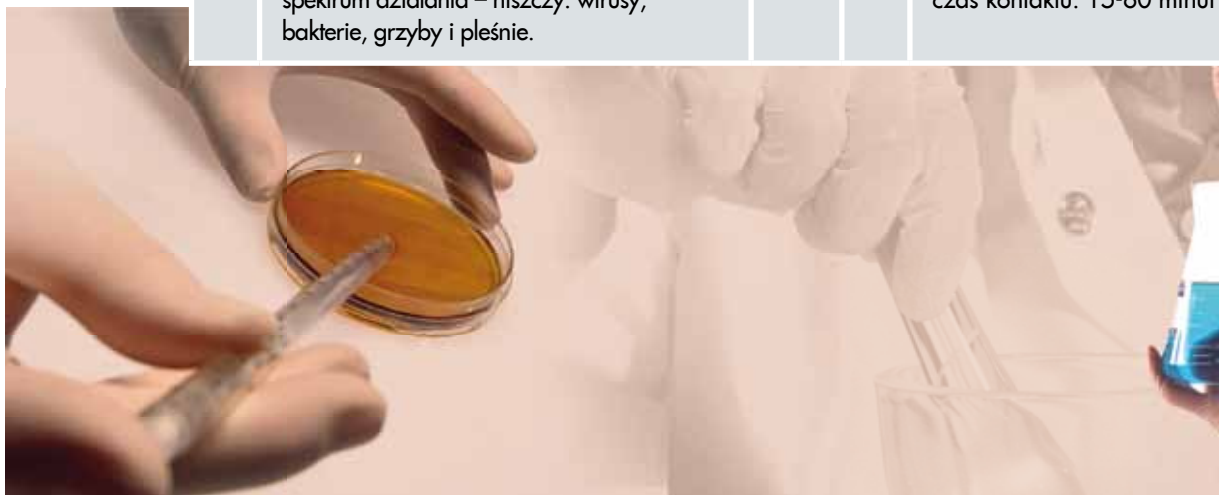 spektrum działania – niszczy: wirusy,
bakterie, grzyby i pleśnie.
czas kontaktu: 15-60 minut